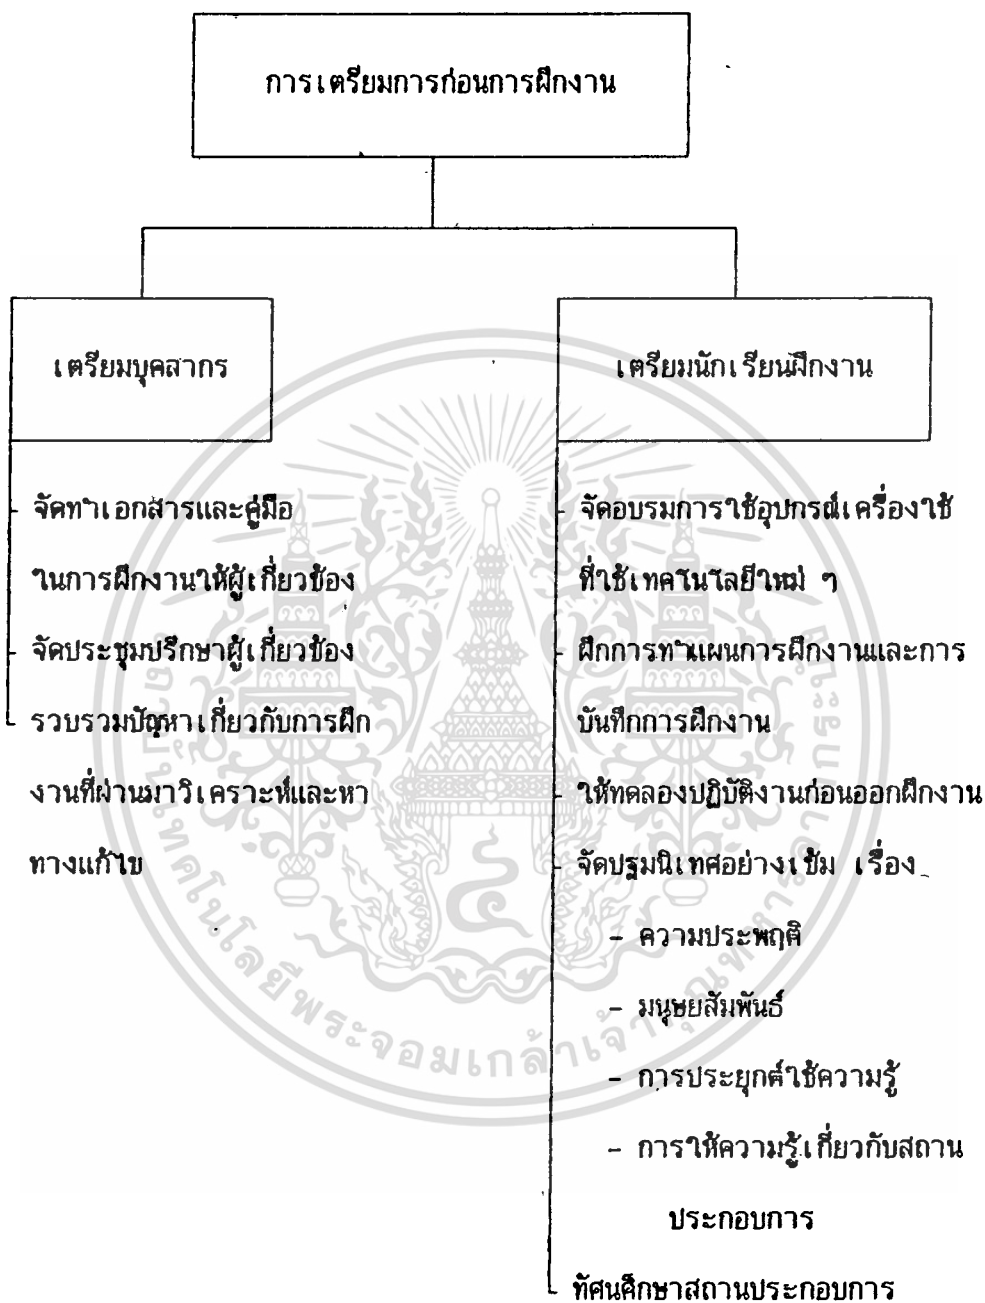 การเตรียมการก่อนการฝึกงาน
เตรียมบุคลากร
- จัดทำเอกสารและคู่มือ
ในการฝึกงานให้ผู้เกี่ยวข้อง
- จัดประชุมปรึกษาผู้เกี่ยวข้อง
- รวบรวมปัญหาเกี่ยวกับการฝึก
งานที่ผ่านมาวิเคราะห์และหา
ทางแก้ไข
เตรียมนักเรียนฝึกงาน
- จัดอบรมการใช้อุปกรณ์เครื่องใช้
ที่ใช้เทคโนโลยีใหม่ ๆ
- ฝึกการทำแผนการฝึกงานและการ
บันทึกการฝึกงาน
- ให้ทดลองปฏิบัติงานก่อนออกฝึกงาน
- จัดปฐมนิเทศอย่างเข้ม เรื่อง
- ความประพฤติ
- มนุษยสัมพันธ์
- การประยุกต์ใช้ความรู้
- การให้ความรู้เกี่ยวกับสถาน
ประกอบการ
- ทัศนศึกษาสถานประกอบการ